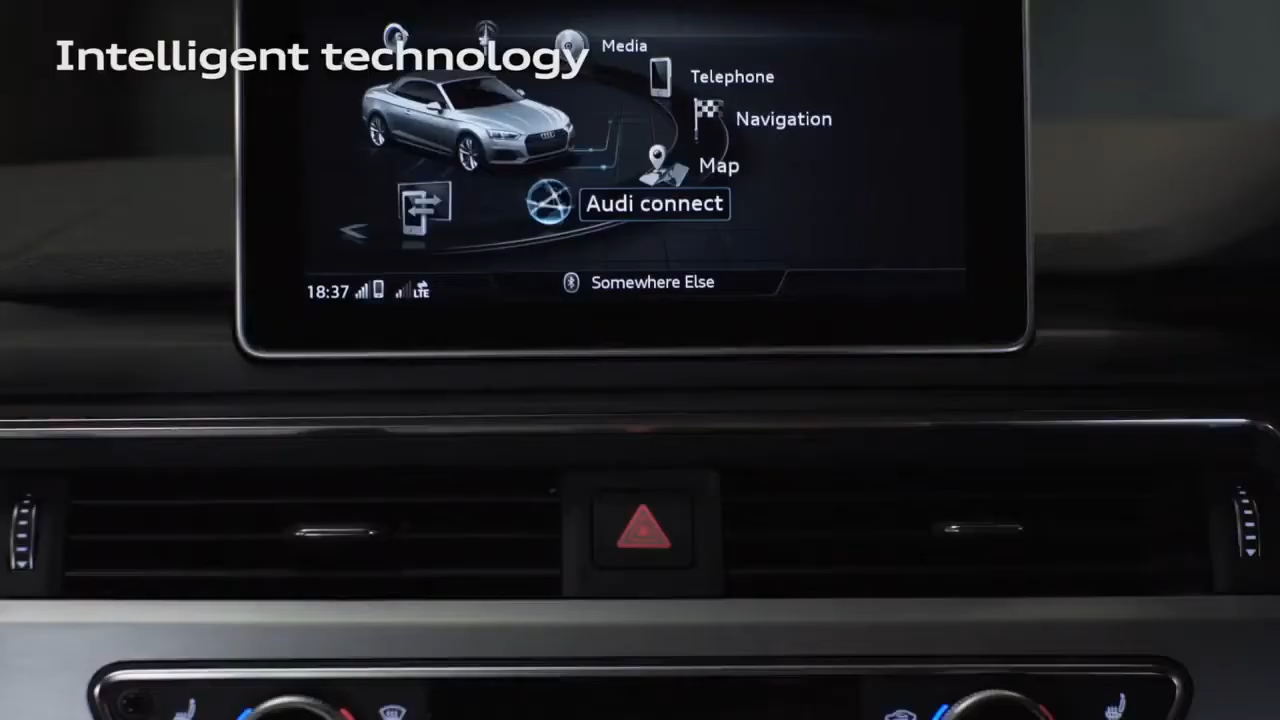 Intelligent technology
Media
Telephone
Navigation
Map
Audi connect
Somewhere Else
18:37
LTE